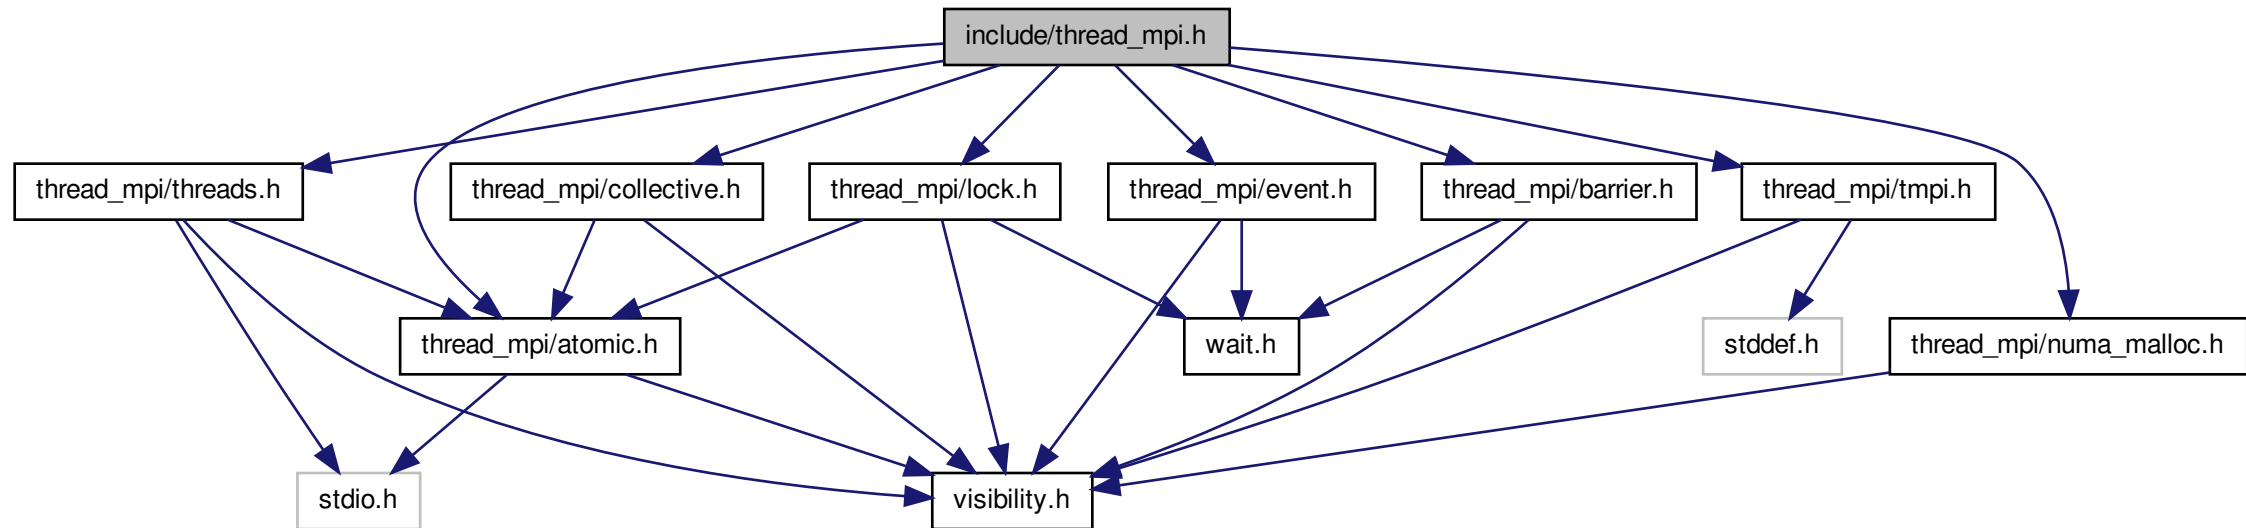 include/thread_mpi.h
thread_mpi/threads.h
thread_mpi/collective.h
thread_mpi/lock.h
thread_mpi/event.h
thread_mpi/barrier.h
thread_mpi/tmpi.h
thread_mpi/atomic.h
wait.h
stddef.h
thread_mpi/numa_malloc.h
stdio.h
visibility.h